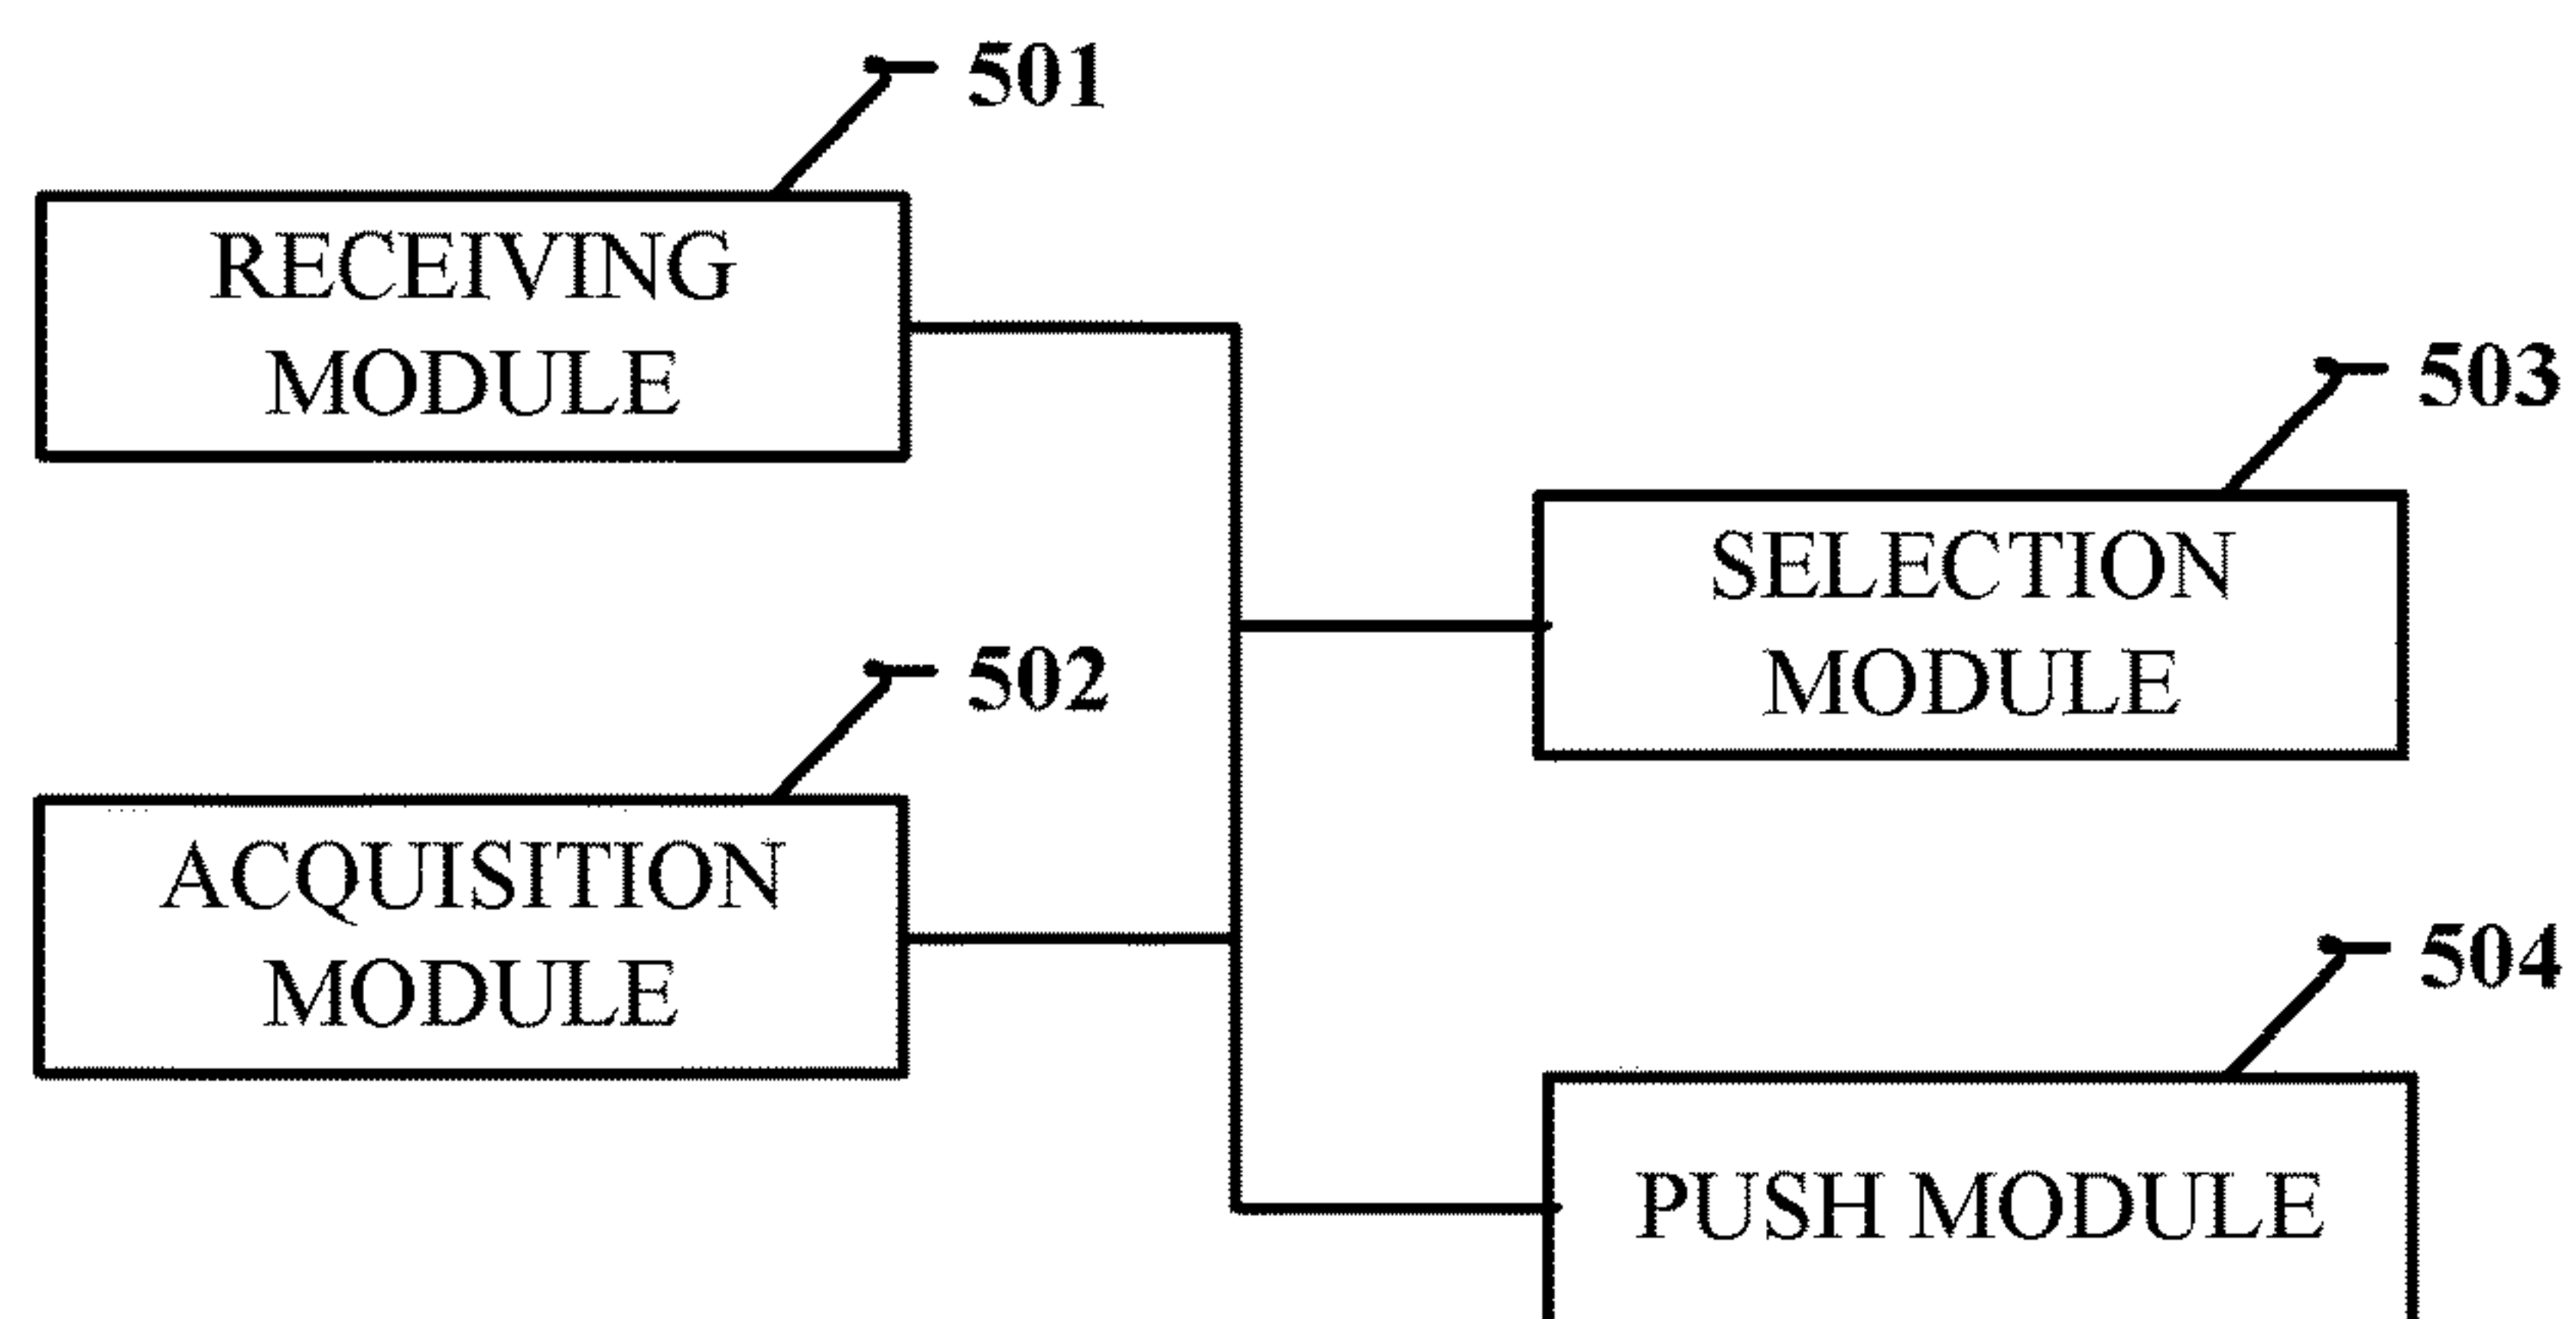 501
RECEIVING
MODULE
503
SELECTION
MODULE
502
ACQUISITION
MODULE
504
PUSH MODULE